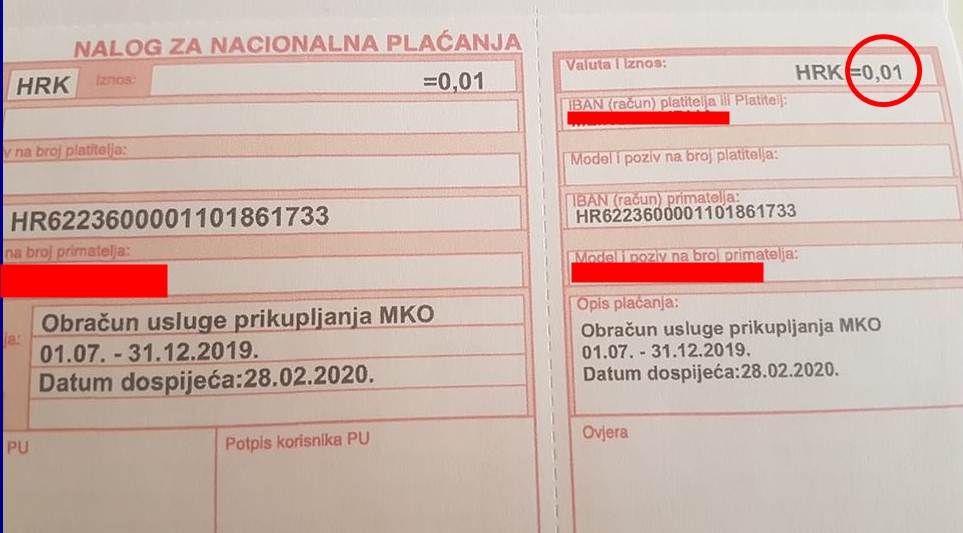 NALOG ZA NACIONALNA PLAĆANJA
HRK Iznos: =0,01
v na broj platitelja:
HR6223600001101861733
na broj primatelja:
ja:
Obračun usluge prikupljanja MKO
01.07. - 31.12.2019.
Datum dospijeća:28.02.2020.
PU
Potpis korisnika PU
Valuta i Iznos:
HRK =0,01
IBAN (račun) platitelja ili Platitelj:
Model i poziv na broj platitelja:
IBAN (račun) primatelja:
HR6223600001101861733
Model i poziv na broj primatelja:
Opis plaćanja:
Obračun usluge prikupljanja MKO
01.07. - 31.12.2019.
Datum dospijeća:28.02.2020.
Ovjera